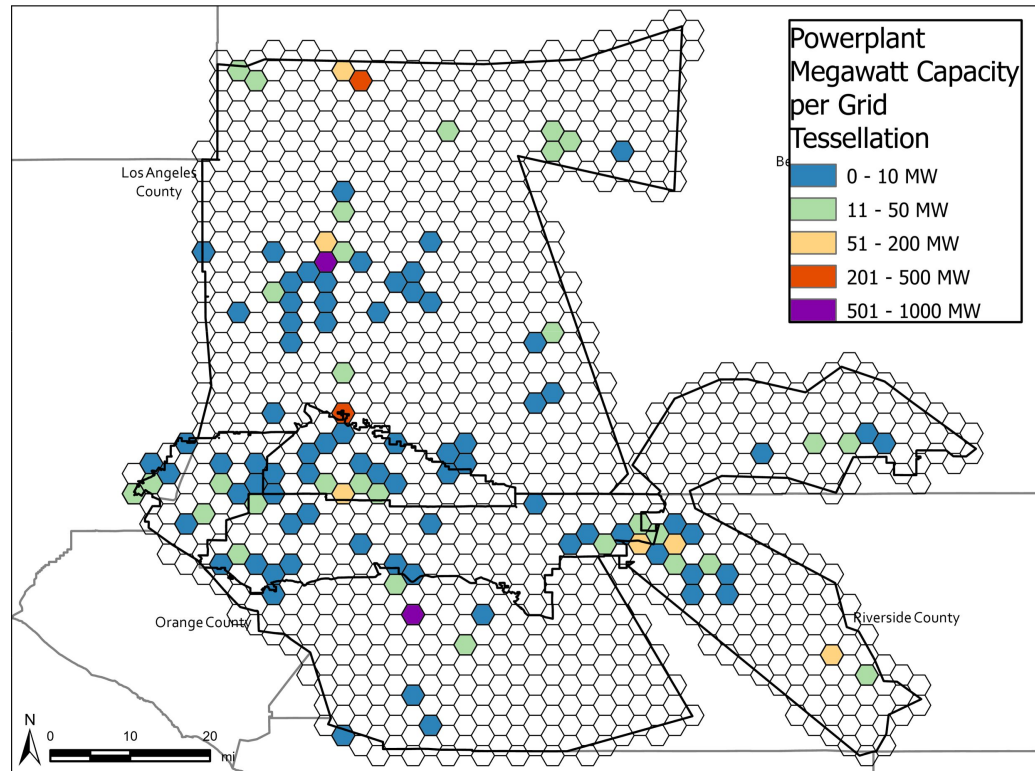 Powerplant
Megawatt Capacity
per Grid
Tessellation
0 - 10 MW
11 - 50 MW
51 - 200 MW
201 - 500 MW
501 - 1000 MW
Los Angeles
County
Be
Orange County
Riverside County
N
0 10 20
mi